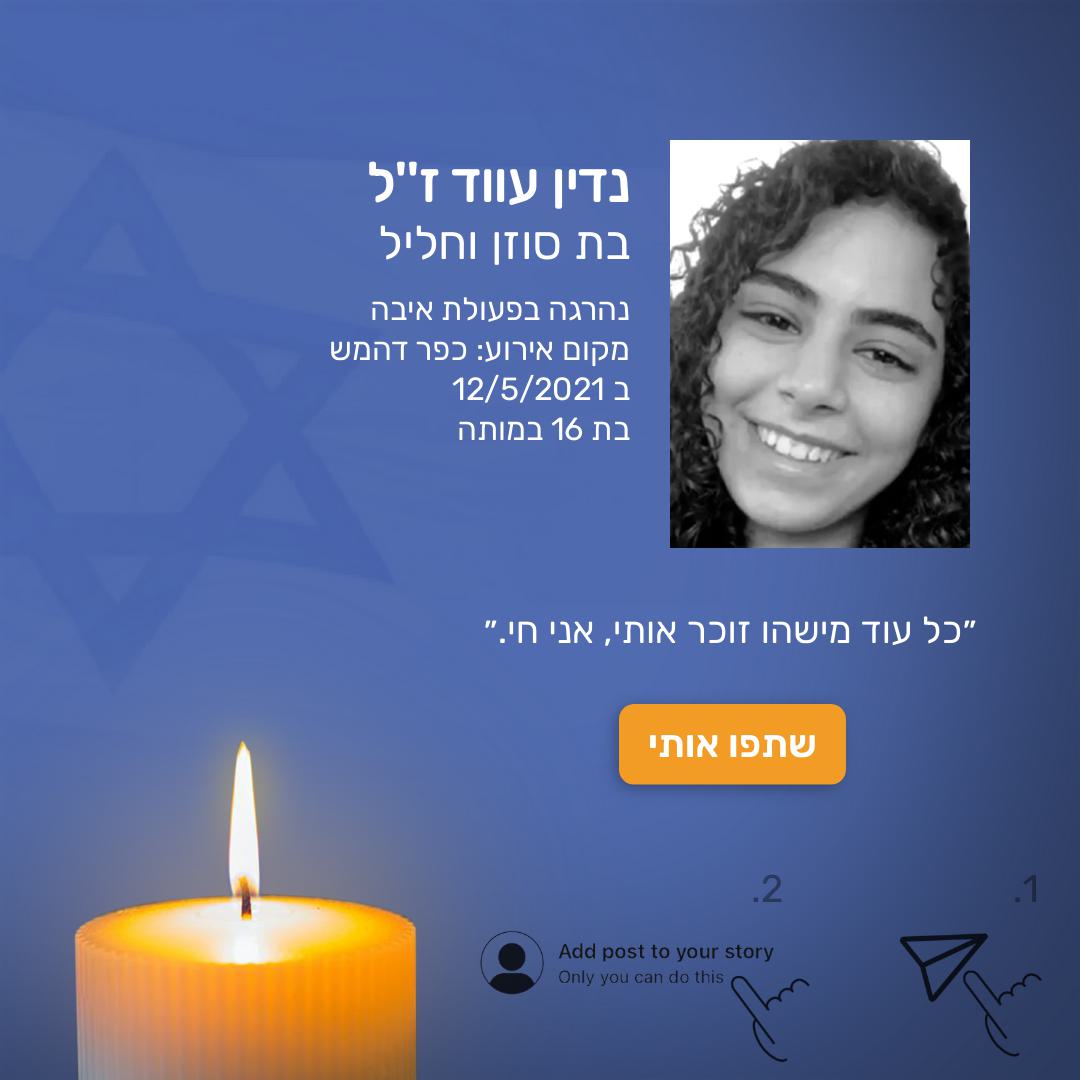 נדין עווד ז"ל
בת סוזן וחליל
נהרגה בפעולת איבה
מקום אירוע: כפר דהמש
ב 12/5/2021
בת 16 במותה
״כל עוד מישהו זוכר אותי, אני חי.״
שתפו אותי
1.
2.
Add post to your story
Only you can do this